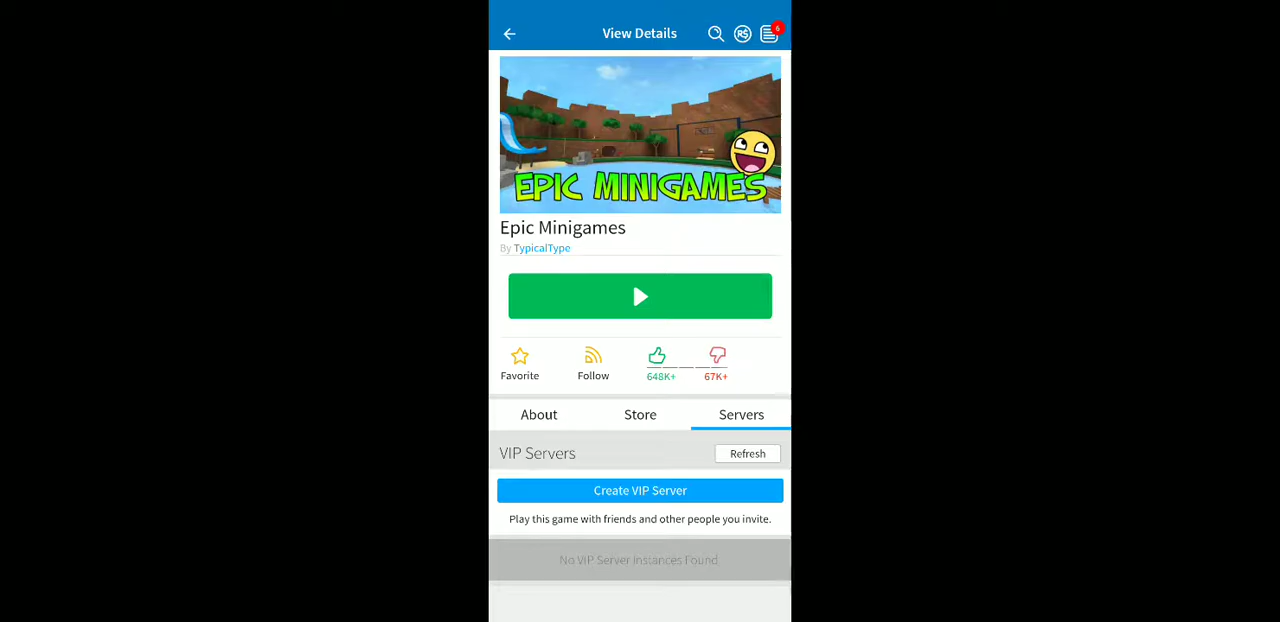 View Details
R$
6
EPIC MINIGAMES
Epic Minigames
By TypicalType
Favorite
Follow
648K+
67K+
About
Store
Servers
VIP Servers
Refresh
Create VIP Server
Play this game with friends and other people you invite.
No VIP Server Instances Found